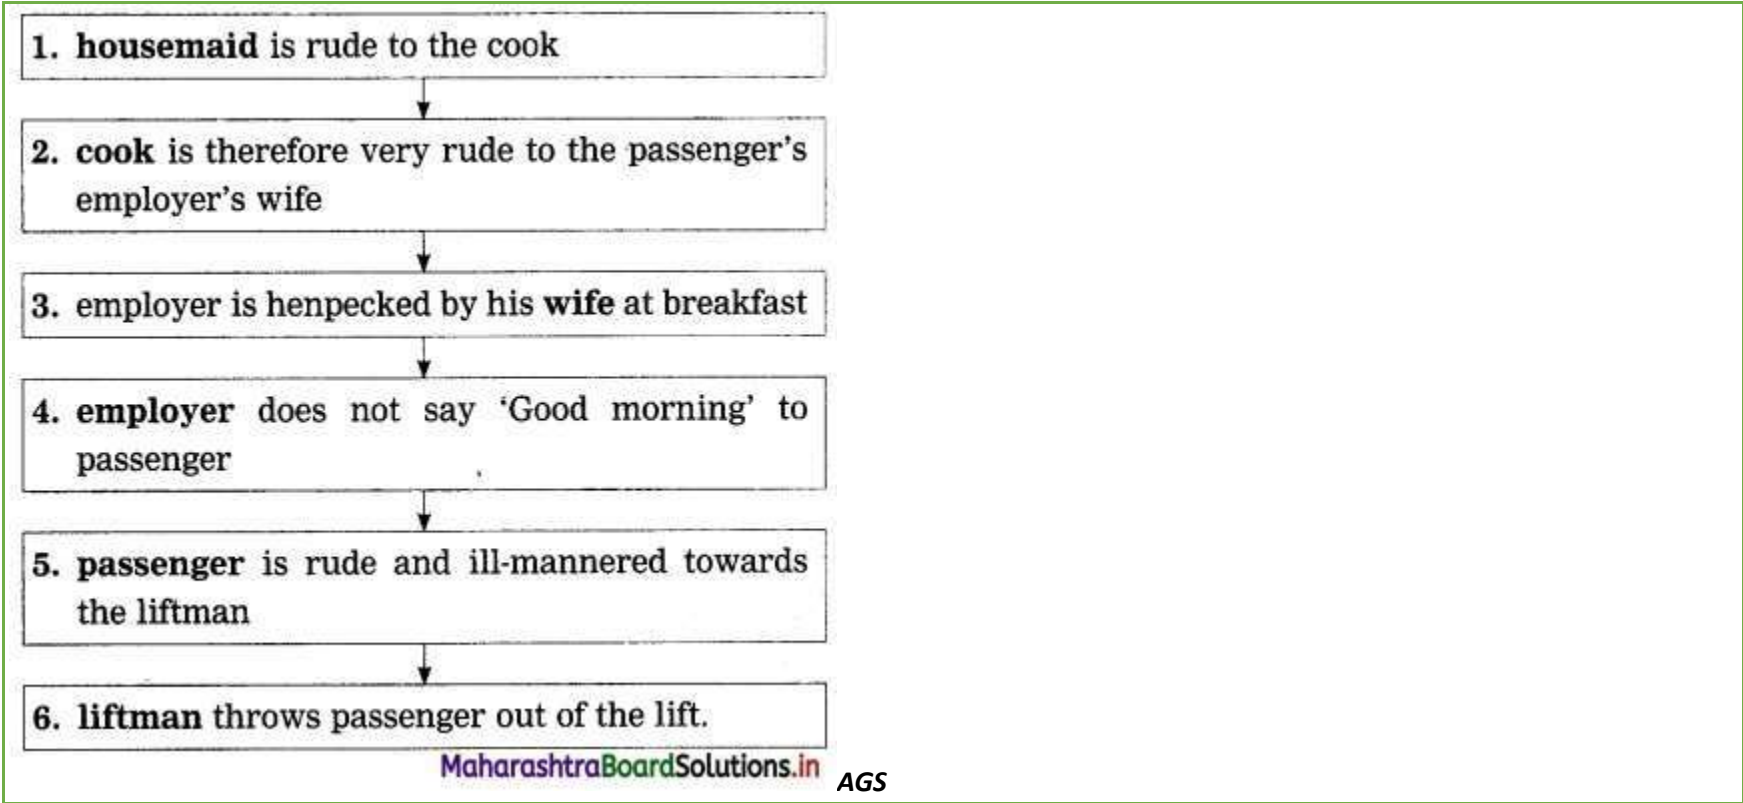 1. housemaid is rude to the cook
2. cook is therefore very rude to the passenger's
employer's wife
3. employer is henpecked by his wife at breakfast
4. employer does not say ‘Good morning’ to
passenger
5. passenger is rude and ill-mannered towards
the liftman
6. liftman throws passenger out of the lift.
MaharashtraBoardSolutions.in AGS